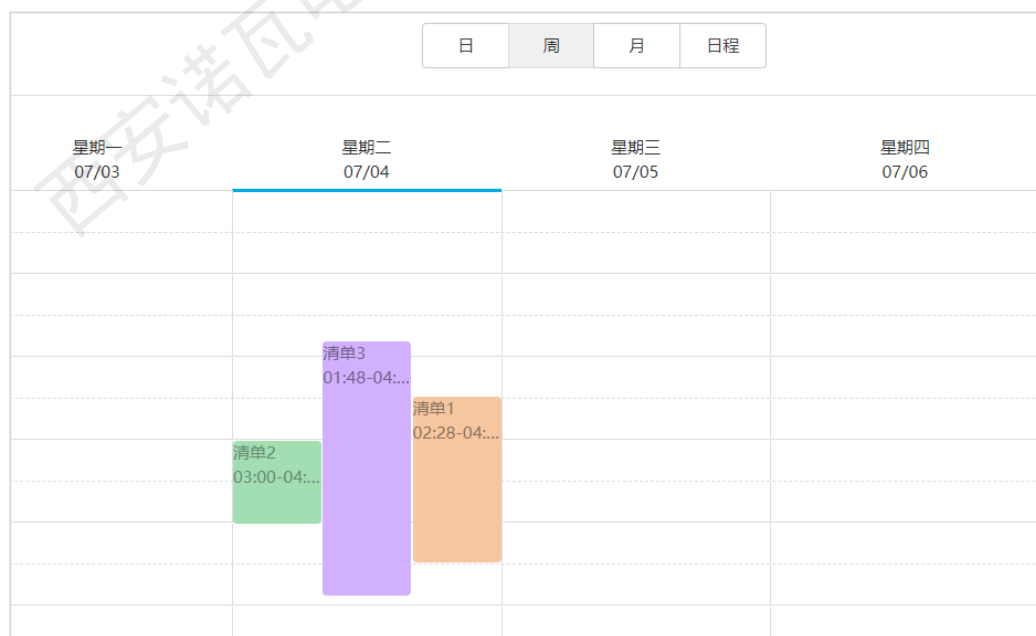 西安诺瓦
日
周
月
日程
星期一
07/03
星期二
07/04
星期三
07/05
星期四
07/06
清单3
01:48-04:...
清单1
02:28-04:...
清单2
03:00-04:...